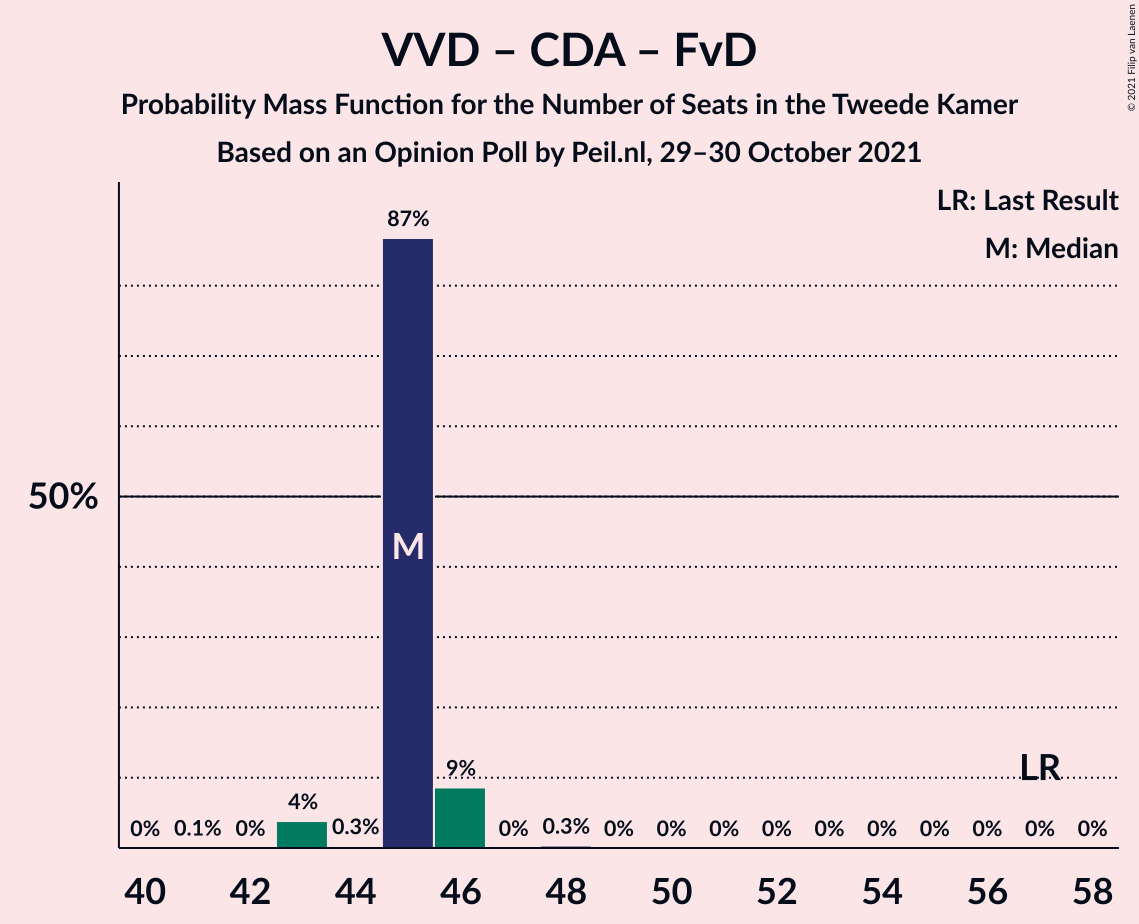 VVD – CDA – FvD
Probability Mass Function for the Number of Seats in the Tweede Kamer
Based on an Opinion Poll by Peil.nl, 29–30 October 2021
© 2021 Filip van Laenen
LR: Last Result
M: Median
87%
50%
M
LR
9%
4%
0% 0.1% 0% 0.3% 0% 0.3% 0% 0% 0% 0% 0% 0% 0% 0% 0% 0%
40 42 44 46 48 50 52 54 56 58